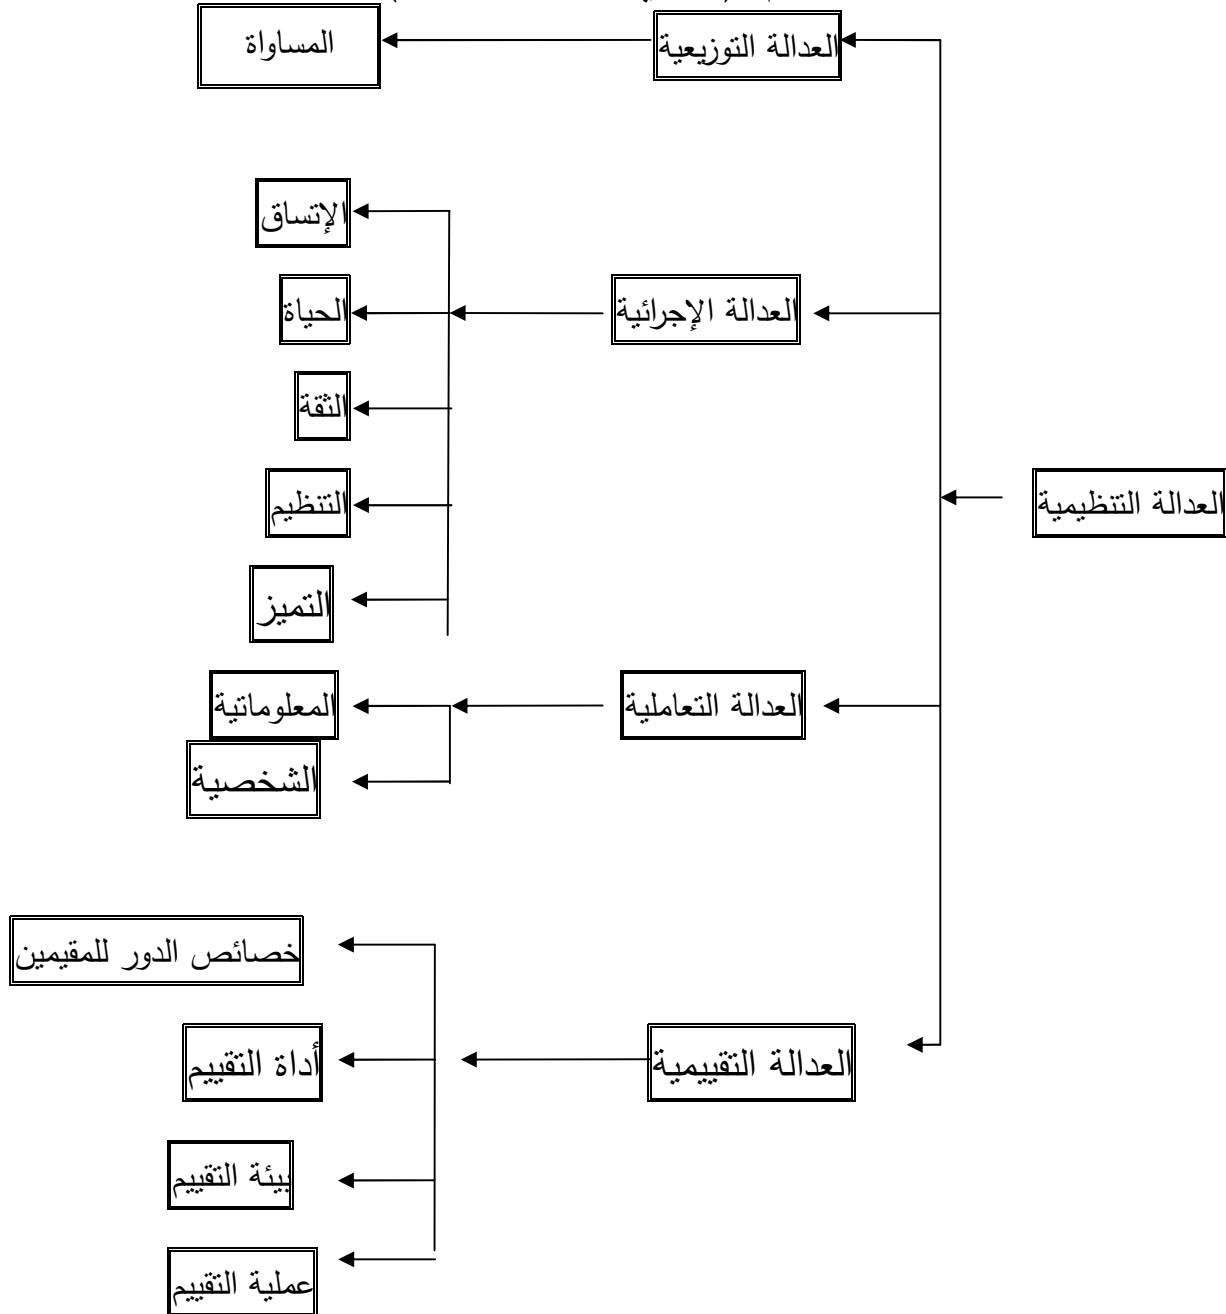 العدالة التوزيعية
المساواة
الإتساق
العدالة الإجرائية
الحياة
الثقة
العدالة التنظيمية
التنظيم
التميز
العدالة التعاملية
المعلوماتية
الشخصية
خصائص الدور للمقيمين
العدالة التقييمية
أداة التقييم
بيئة التقييم
عملية التقييم